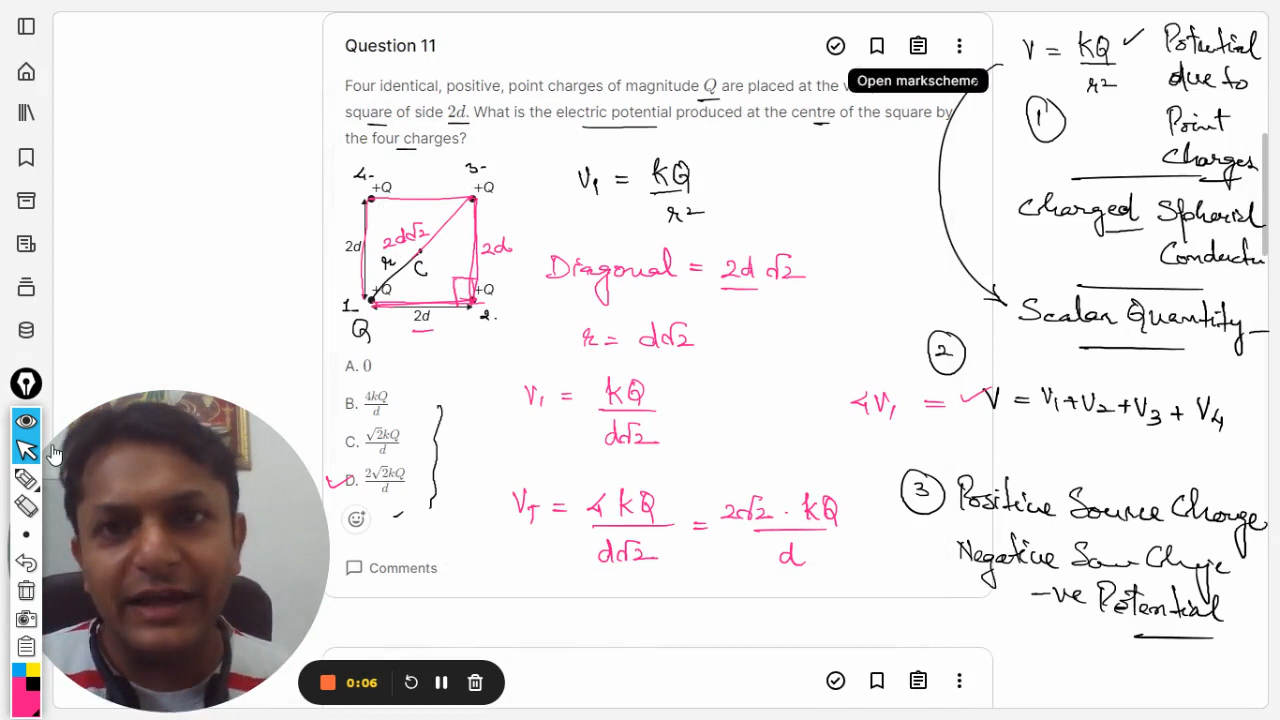 Question 11
Open markscheme
Four identical, positive, point charges of magnitude Q are placed at the
square of side 2d. What is the electric potential produced at the centre of the square by
the four charges?
4-
3-
+Q
+Q
2d
2d√2
2d
r
C
+Q
+Q
1-
2d
2.
Q
A. 0
B. 4kQ/d
C. √2kQ/d
D. 2√2kQ/d
Comments
V₁ = kQ/r²
Diagonal = 2d√2
r = d√2
V₁ = kQ/d√2
V_T = 4kQ/d√2 = 2√2 · kQ/d
V = kQ/r² ✓ Potential
due to
Point
Charges
1
Charged Spherical
Scalar Quantity
2
4V₁ = V = V₁+V₂+V₃+V₄
3 Positive Source Charge
Negative
-ve Potential
0:06